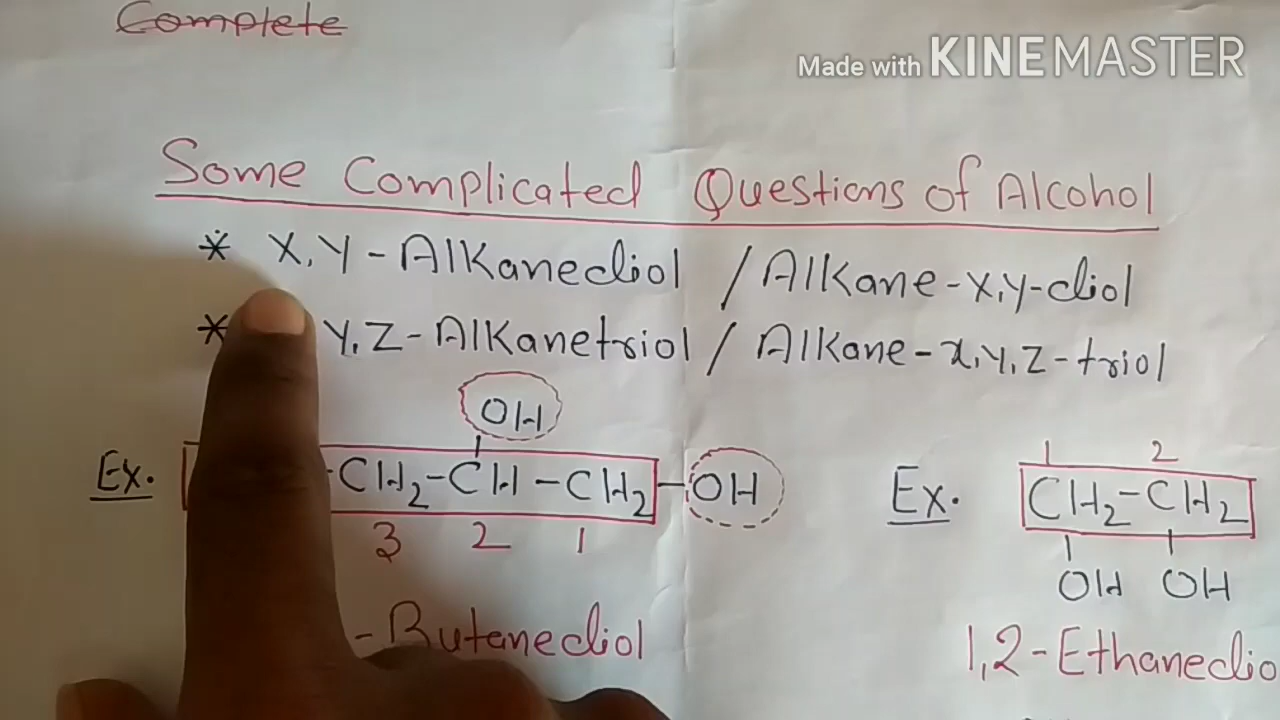 Complete
Made with KINEMASTER
Some Complicated Questions of Alcohol
* X,Y-Alkanediol / Alkane-x,y-diol
* Y,Z-Alkanetriol / Alkane-x,y,z-triol
OH
Ex. -CH₂-CH-CH₂-OH
3 2 1
-Butanediol
1 2
Ex. CH₂-CH₂
OH OH
1,2-Ethanedio